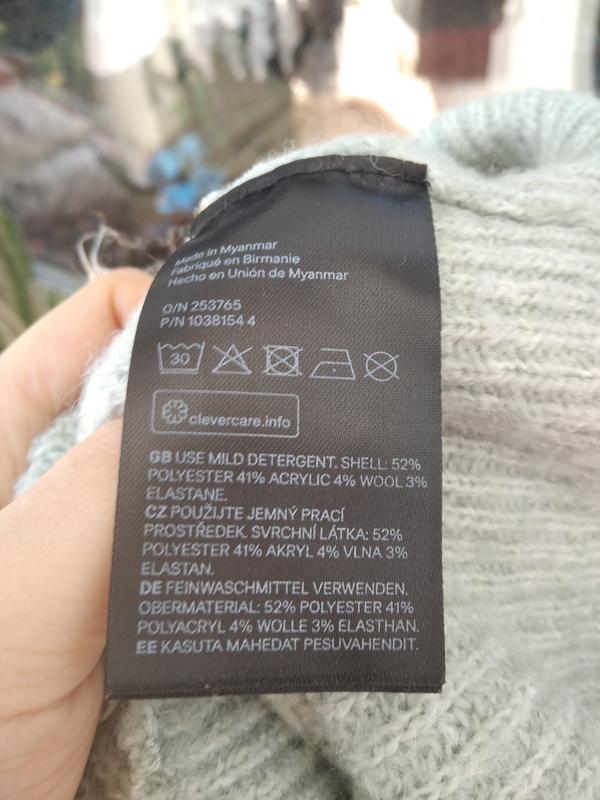 Made in Myanmar
Fabriqué en Birmanie
Hecho en Unión de Myanmar
O/N 253765
P/N 1038154 4
30
clevercare.info
GB USE MILD DETERGENT. SHELL: 52%
POLYESTER 41% ACRYLIC 4% WOOL 3%
ELASTANE.
CZ POUŽIJTE JEMNÝ PRACÍ
PROSTŘEDEK. SVRCHNÍ LÁTKA: 52%
POLYESTER 41% AKRYL 4% VLNA 3%
ELASTAN.
DE FEINWASCHMITTEL VERWENDEN.
OBERMATERIAL: 52% POLYESTER 41%
POLYACRYL 4% WOLLE 3% ELASTHAN.
EE KASUTA MAHEDAT PESUVAHENDIT.